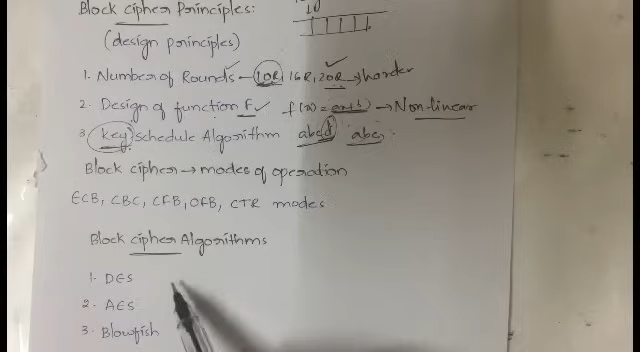 Block cipher Principles:
(design principles)
1. Number of Rounds - 10R, 16R, 20R → harder
2. Design of function F f(x) = ax+b → Non-linear
3. key schedule Algorithm abcd abc
Block cipher → modes of operation
ECB, CBC, CFB, OFB, CTR modes
Block cipher Algorithms
1. DES
2. AES
3. Blowfish